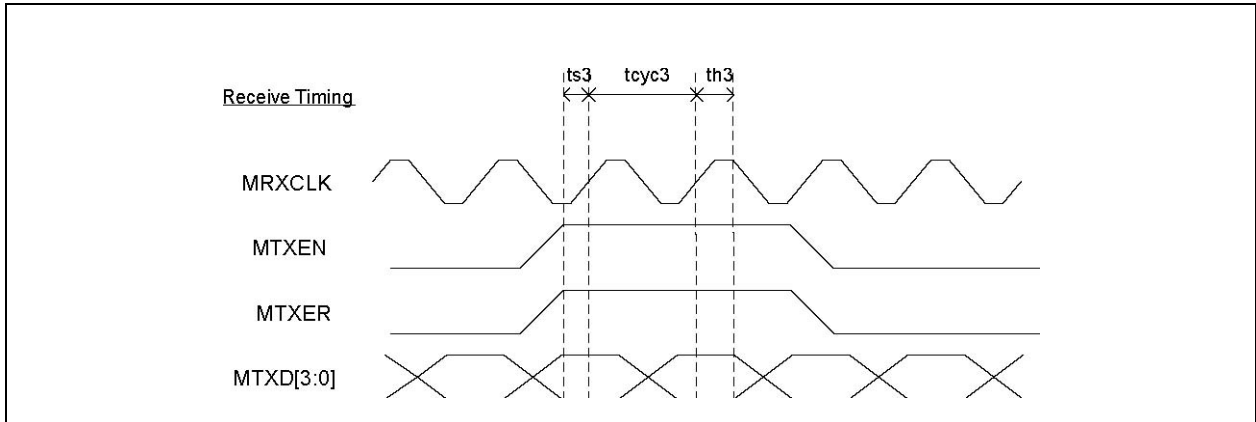 ts3 tcyc3 th3
Receive Timing
MRXCLK
MTXEN
MTXER
MTXD[3:0]